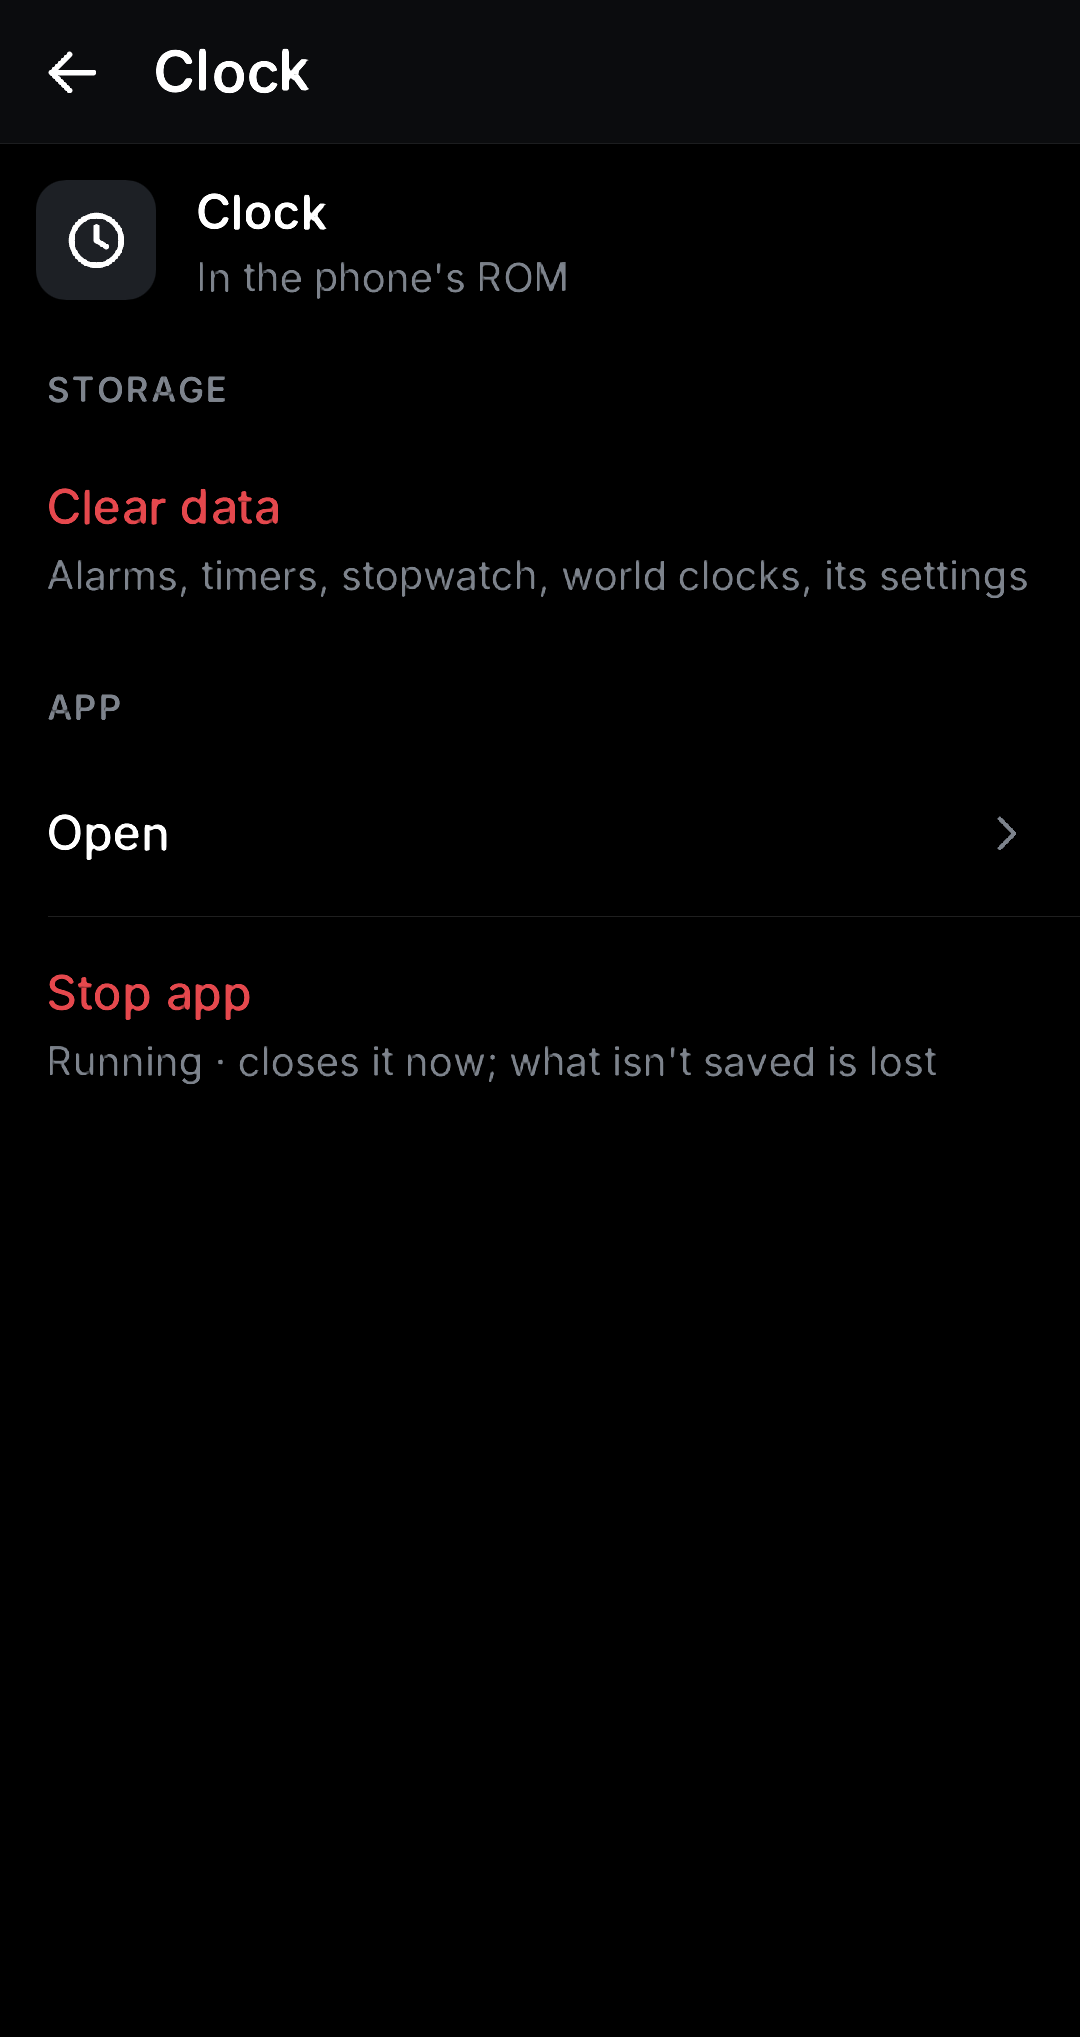 Clock
Clock
In the phone's ROM
STORAGE
Clear data
Alarms, timers, stopwatch, world clocks, its settings
APP
Open
Stop app
Running · closes it now; what isn't saved is lost